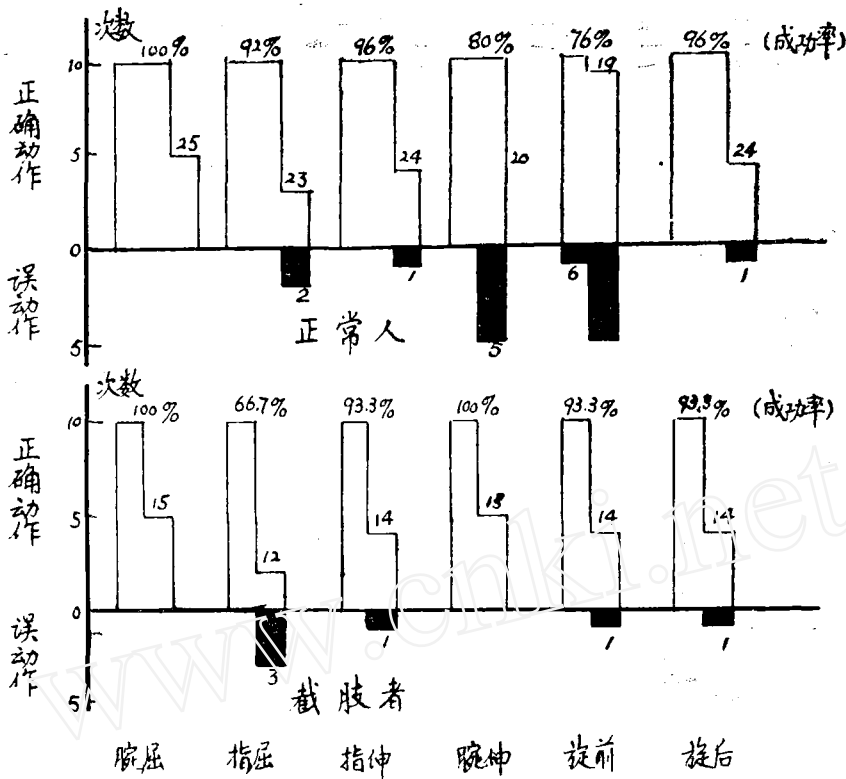 次数
100% 92% 96% 80% 76% 96% (成功率)
10
正确动作
25 23 24 20 19 24
5
0
误动作
2 1 5 6 1
正常人
5
次数
100% 66.7% 93.3% 100% 93.3% 93.3% (成功率)
10
正确动作
15 12 14 15 14 14
5
0
误动作
3 1 1 1
截肢者
5
腕屈 指屈 指伸 腕伸 旋前 旋后
www.cnki.net